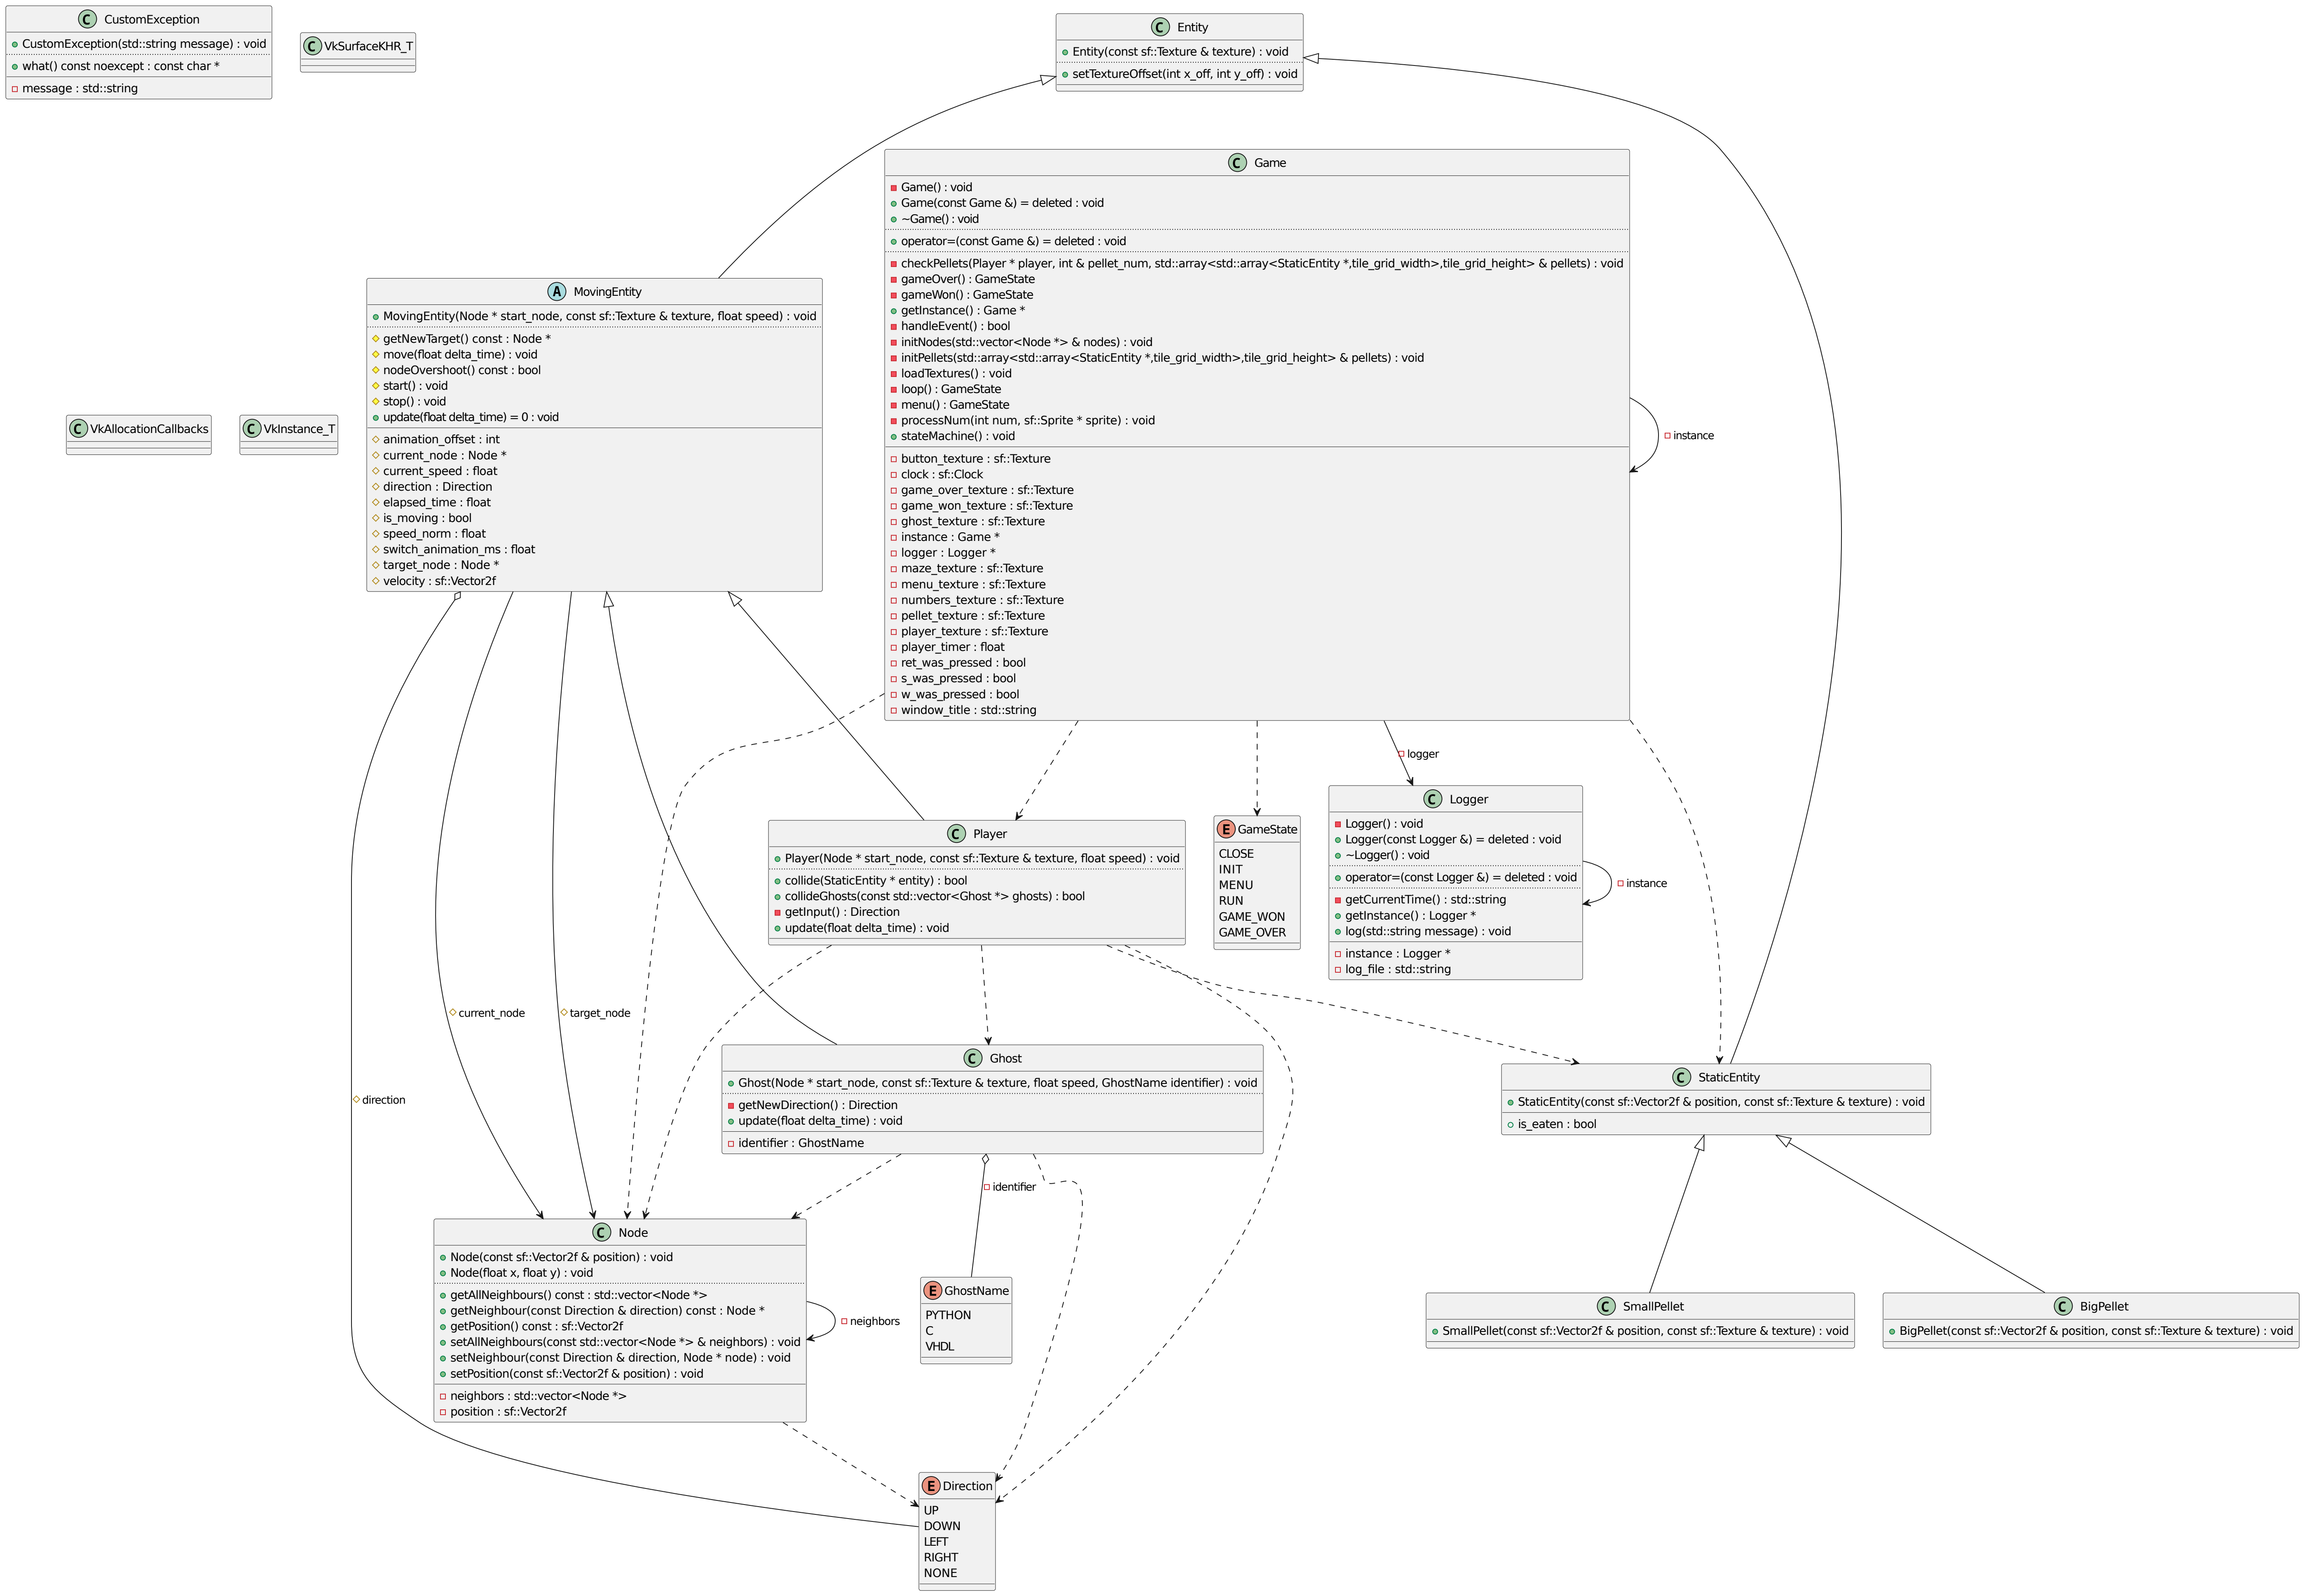 C CustomException
CustomException(std::string message) : void
what() const noexcept : const char *
message : std::string
C VkSurfaceKHR_T
C Entity
Entity(const sf::Texture & texture) : void
setTextureOffset(int x_off, int y_off) : void
C Game
Game() : void
Game(const Game &) = deleted : void
~Game() : void
operator=(const Game &) = deleted : void
checkPellets(Player * player, int & pellet_num, std::array<std::array<StaticEntity *,tile_grid_width>,tile_grid_height> & pellets) : void
gameOver() : GameState
gameWon() : GameState
getInstance() : Game *
handleEvent() : bool
initNodes(std::vector<Node *> & nodes) : void
initPellets(std::array<std::array<StaticEntity *,tile_grid_width>,tile_grid_height> & pellets) : void
loadTextures() : void
loop() : GameState
menu() : GameState
processNum(int num, sf::Sprite * sprite) : void
stateMachine() : void
button_texture : sf::Texture
clock : sf::Clock
game_over_texture : sf::Texture
game_won_texture : sf::Texture
ghost_texture : sf::Texture
instance : Game *
logger : Logger *
maze_texture : sf::Texture
menu_texture : sf::Texture
numbers_texture : sf::Texture
pellet_texture : sf::Texture
player_texture : sf::Texture
player_timer : float
ret_was_pressed : bool
s_was_pressed : bool
w_was_pressed : bool
window_title : std::string
instance
A MovingEntity
MovingEntity(Node * start_node, const sf::Texture & texture, float speed) : void
getNewTarget() const : Node *
move(float delta_time) : void
nodeOvershoot() const : bool
start() : void
stop() : void
update(float delta_time) = 0 : void
animation_offset : int
current_node : Node *
current_speed : float
direction : Direction
elapsed_time : float
is_moving : bool
speed_norm : float
switch_animation_ms : float
target_node : Node *
velocity : sf::Vector2f
C VkAllocationCallbacks
C VkInstance_T
logger
C Player
Player(Node * start_node, const sf::Texture & texture, float speed) : void
collide(StaticEntity * entity) : bool
collideGhosts(const std::vector<Ghost *> ghosts) : bool
getInput() : Direction
update(float delta_time) : void
E GameState
CLOSE
INIT
MENU
RUN
GAME_WON
GAME_OVER
C Logger
Logger() : void
Logger(const Logger &) = deleted : void
~Logger() : void
operator=(const Logger &) = deleted : void
getCurrentTime() : std::string
getInstance() : Logger *
log(std::string message) : void
instance : Logger *
log_file : std::string
instance
current_node
target_node
direction
C Ghost
Ghost(Node * start_node, const sf::Texture & texture, float speed, GhostName identifier) : void
getNewDirection() : Direction
update(float delta_time) : void
identifier : GhostName
C StaticEntity
StaticEntity(const sf::Vector2f & position, const sf::Texture & texture) : void
is_eaten : bool
identifier
C Node
Node(const sf::Vector2f & position) : void
Node(float x, float y) : void
getAllNeighbours() const : std::vector<Node *>
getNeighbour(const Direction & direction) const : Node *
getPosition() const : sf::Vector2f
setAllNeighbours(const std::vector<Node *> & neighbors) : void
setNeighbour(const Direction & direction, Node * node) : void
setPosition(const sf::Vector2f & position) : void
neighbors : std::vector<Node *>
position : sf::Vector2f
neighbors
E GhostName
PYTHON
C
VHDL
C SmallPellet
SmallPellet(const sf::Vector2f & position, const sf::Texture & texture) : void
C BigPellet
BigPellet(const sf::Vector2f & position, const sf::Texture & texture) : void
E Direction
UP
DOWN
LEFT
RIGHT
NONE